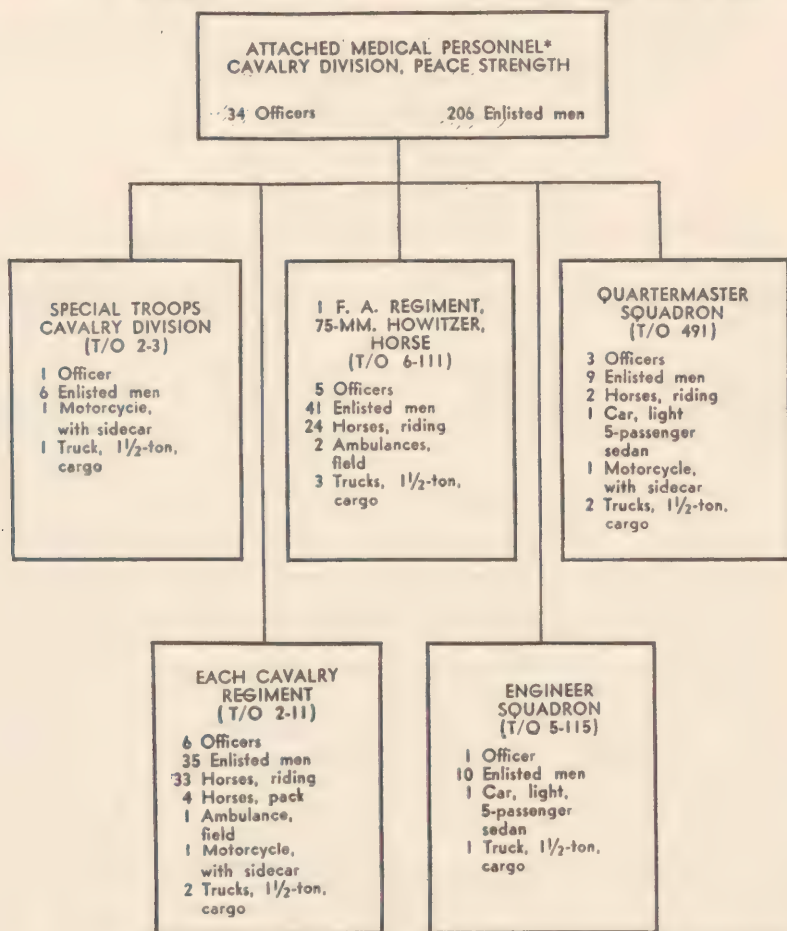 ATTACHED MEDICAL PERSONNEL*
CAVALRY DIVISION, PEACE STRENGTH
34 Officers 206 Enlisted men
SPECIAL TROOPS
CAVALRY DIVISION
(T/O 2-3)
1 Officer
6 Enlisted men
1 Motorcycle,
with sidecar
1 Truck, 1½-ton,
cargo
1 F. A. REGIMENT,
75-MM. HOWITZER,
HORSE
(T/O 6-111)
5 Officers
41 Enlisted men
24 Horses, riding
2 Ambulances,
field
3 Trucks, 1½-ton,
cargo
QUARTERMASTER
SQUADRON
(T/O 491)
3 Officers
9 Enlisted men
2 Horses, riding
1 Car, light
5-passenger
sedan
1 Motorcycle,
with sidecar
2 Trucks, 1½-ton,
cargo
EACH CAVALRY
REGIMENT
(T/O 2-11)
6 Officers
35 Enlisted men
33 Horses, riding
4 Horses, pack
1 Ambulance,
field
1 Motorcycle,
with sidecar
2 Trucks, 1½-ton,
cargo
ENGINEER
SQUADRON
(T/O 5-115)
1 Officer
10 Enlisted men
1 Car, light,
5-passenger
sedan
1 Truck, 1½-ton,
cargo